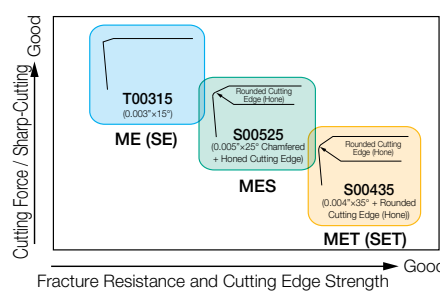 Good
Cutting Force / Sharp-Cutting
T00315
(0.003"×15°)
ME (SE)
Rounded Cutting
Edge (Hone)
S00525
(0.005"×25° Chamfered
+ Honed Cutting Edge)
MES
Rounded Cutting
Edge (Hone)
S00435
(0.004"×35° + Rounded
Cutting Edge (Hone))
MET (SET)
Good
Fracture Resistance and Cutting Edge Strength